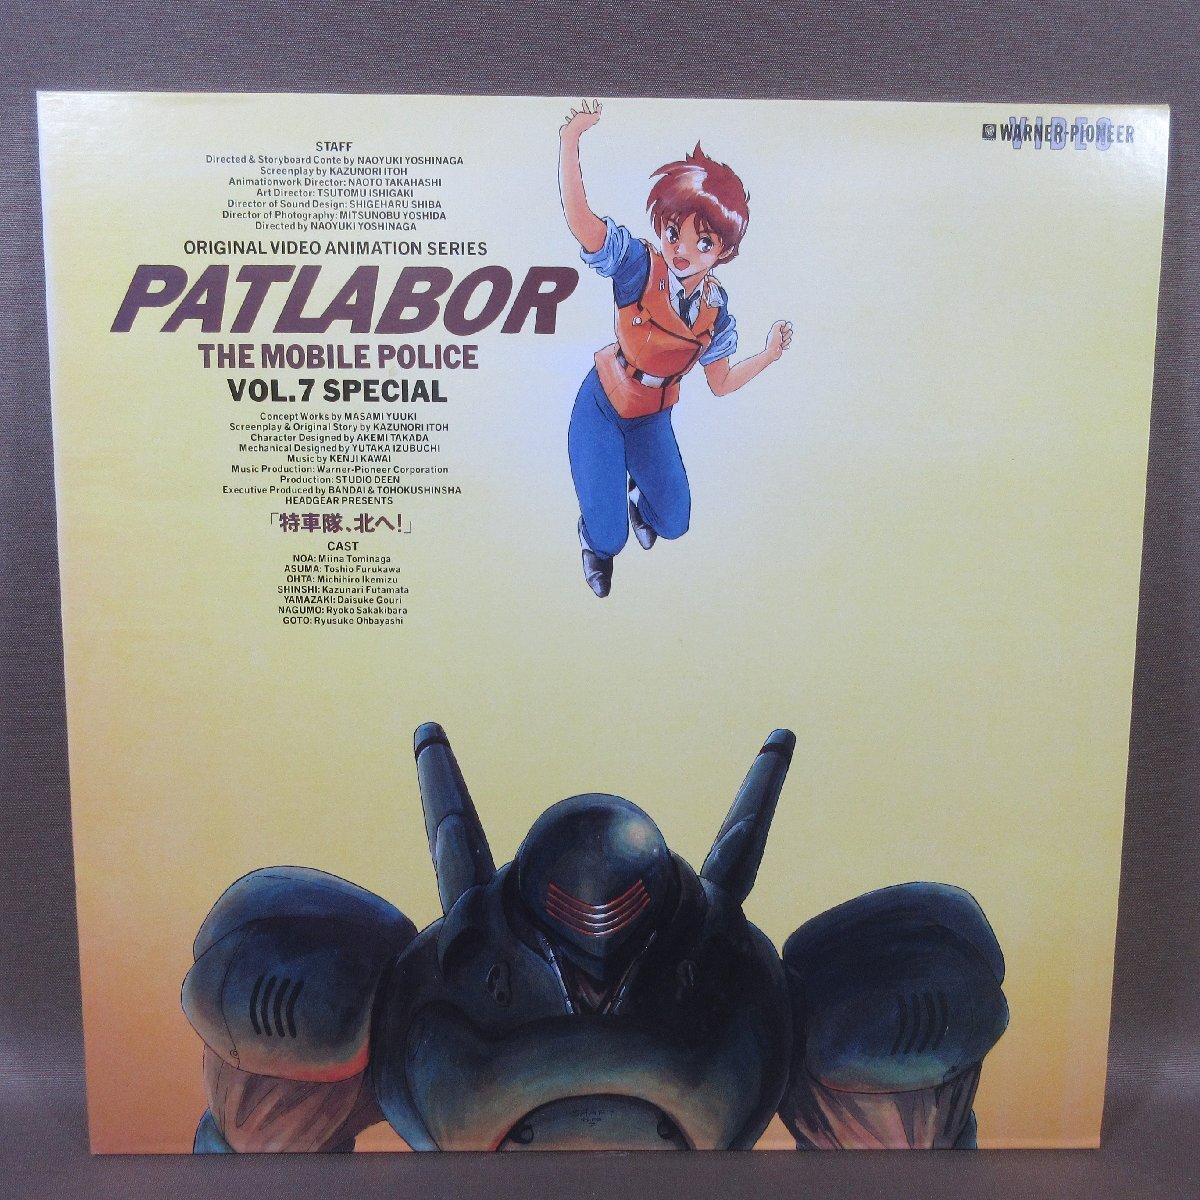 STAFF
Directed & Storyboard Conte by NAOYUKI YOSHINAGA
Screenplay by KAZUNORI ITOH
Animationwork Director: NAOTO TAKAHASHI
Art Director: TSUTOMU ISHIGAKI
Director of Sound Design: SHIGEHARU SHIBA
Director of Photography: MITSUNOBU YOSHIDA
Directed by NAOYUKI YOSHINAGA
ORIGINAL VIDEO ANIMATION SERIES
PATLABOR
THE MOBILE POLICE
VOL.7 SPECIAL
Concept Works by MASAMI YUUKI
Screenplay & Original Story by KAZUNORI ITOH
Character Designed by AKEMI TAKADA
Mechanical Designed by YUTAKA IZUBUCHI
Music by KENJI KAWAI
Music Production: Warner-Pioneer Corporation
Production: STUDIO DEEN
Executive Produced by BANDAI & TOHOKUSHINSHA
HEADGEAR PRESENTS
「特車隊、北へ!」
CAST
NOA: Miina Tominaga
ASUMA: Toshio Furukawa
OHTA: Michihiro Ikemizu
SHINSHI: Kazunari Futamata
YAMAZAKI: Daisuke Gouri
NAGUMO: Ryoko Sakakibara
GOTO: Ryusuke Ohbayashi
VIDEO
WARNER-PIONEER
SHAFT